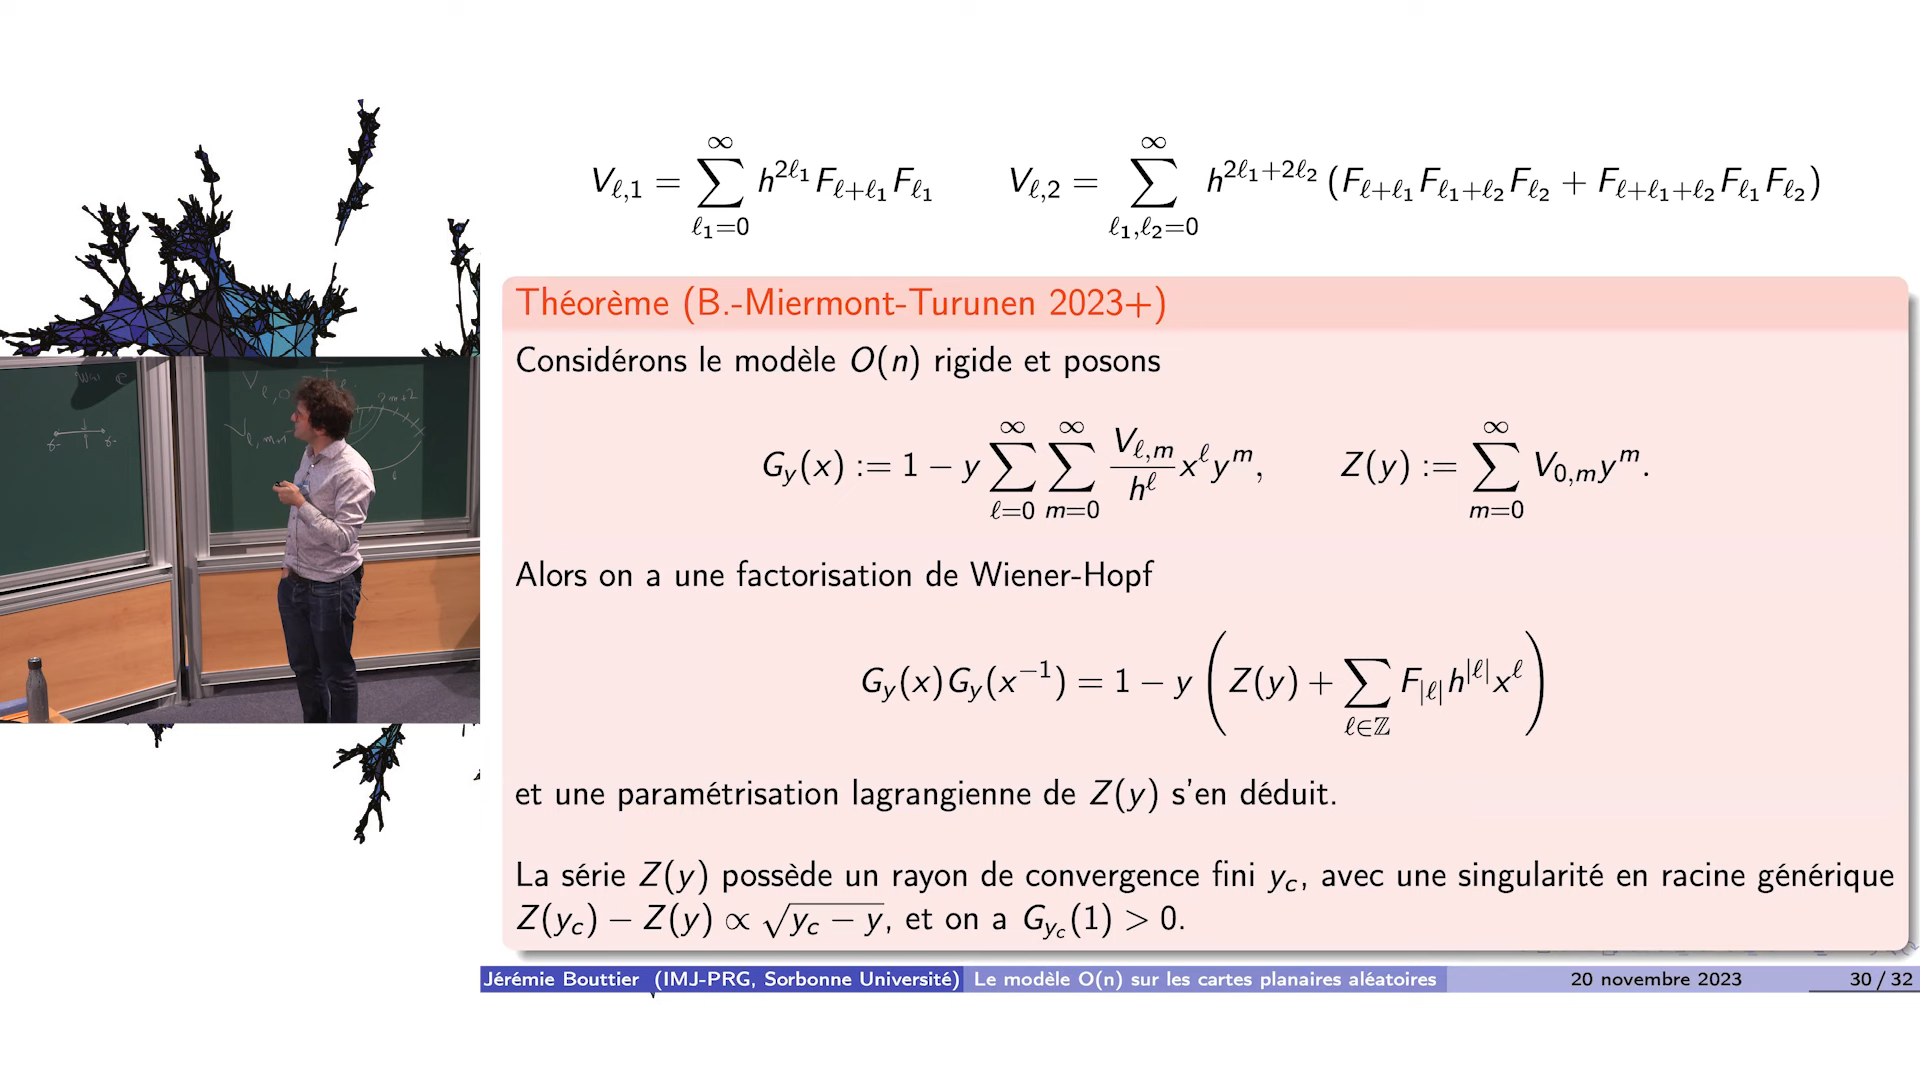 V_{ℓ,1} = \sum_{ℓ_1=0}^{∞} h^{2ℓ_1} F_{ℓ+ℓ_1} F_{ℓ_1}    V_{ℓ,2} = \sum_{ℓ_1,ℓ_2=0}^{∞} h^{2ℓ_1+2ℓ_2} (F_{ℓ+ℓ_1} F_{ℓ_1+ℓ_2} F_{ℓ_2} + F_{ℓ+ℓ_1+ℓ_2} F_{ℓ_1} F_{ℓ_2})
Théorème (B.-Miermont-Turunen 2023+)
Considérons le modèle O(n) rigide et posons
G_y(x) := 1 − y \sum_{ℓ=0}^{∞} \sum_{m=0}^{∞} \frac{V_{ℓ,m}}{h^ℓ} x^ℓ y^m,    Z(y) := \sum_{m=0}^{∞} V_{0,m} y^m.
Alors on a une factorisation de Wiener-Hopf
G_y(x)G_y(x^{−1}) = 1 − y ( Z(y) + \sum_{ℓ∈ℤ} F_{|ℓ|} h^{|ℓ|} x^ℓ )
et une paramétrisation lagrangienne de Z(y) s'en déduit.
La série Z(y) possède un rayon de convergence fini y_c, avec une singularité en racine générique
Z(y_c) − Z(y) ∝ \sqrt{y_c − y}, et on a G_{y_c}(1) > 0.
Jérémie Bouttier (IMJ-PRG, Sorbonne Université) Le modèle O(n) sur les cartes planaires aléatoires 20 novembre 2023 30 / 32
2m+2